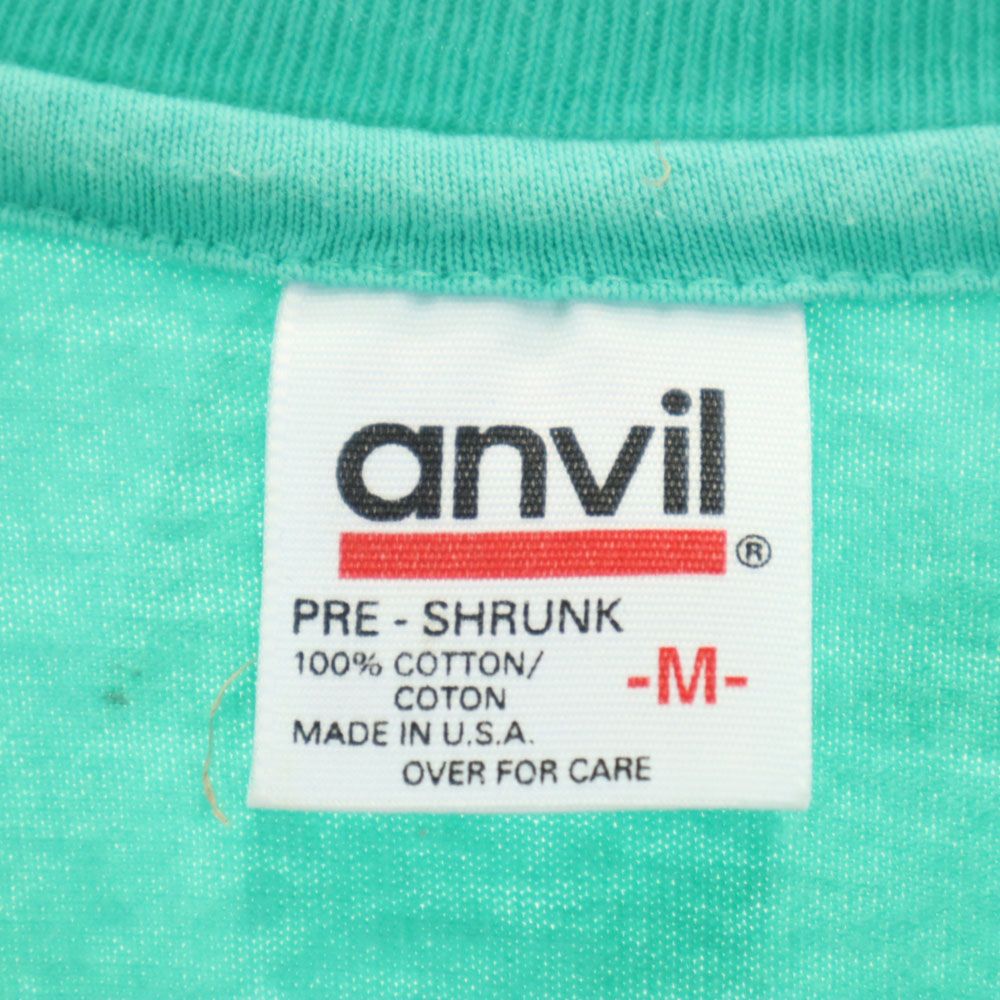 anvil®
PRE - SHRUNK
100% COTTON/
COTON
-M-
MADE IN U.S.A.
OVER FOR CARE